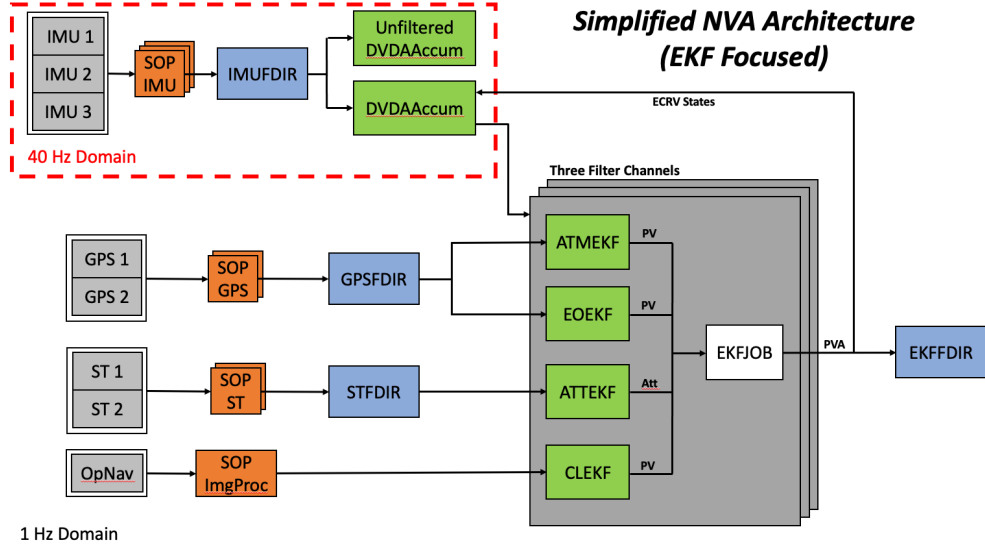 Simplified NVA Architecture
(EKF Focused)
IMU 1
IMU 2
IMU 3
SOP
IMU
IMUFDIR
Unfiltered
DVDAAccum
DVDAAccum
40 Hz Domain
ECRV States
Three Filter Channels
GPS 1
GPS 2
SOP
GPS
GPSFDIR
ATMEKF
PV
EOEKF
PV
ST 1
ST 2
SOP
ST
STFDIR
ATTEKF
Att
EKFJOB
PVA
EKFFDIR
OpNav
SOP
ImgProc
CLEKF
PV
1 Hz Domain